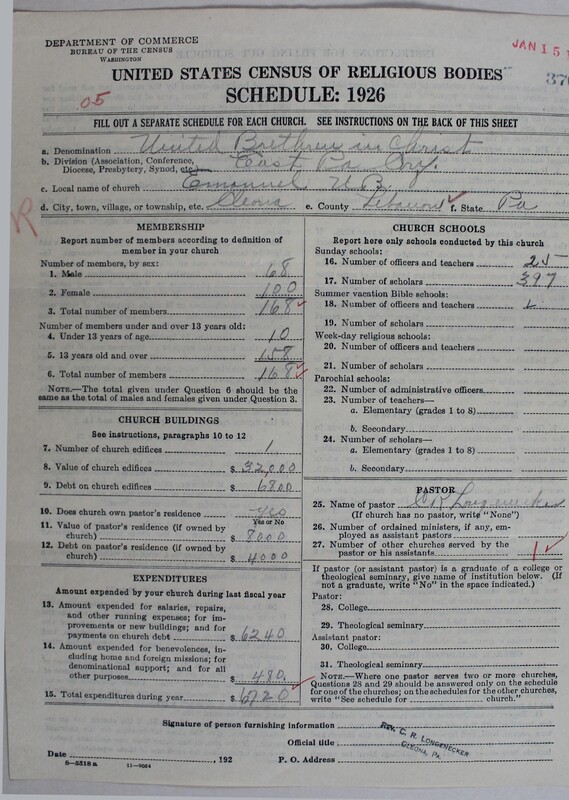 DEPARTMENT OF COMMERCE
BUREAU OF THE CENSUS
WASHINGTON
JAN 15
370
.05
UNITED STATES CENSUS OF RELIGIOUS BODIES
SCHEDULE: 1926
FILL OUT A SEPARATE SCHEDULE FOR EACH CHURCH. SEE INSTRUCTIONS ON THE BACK OF THIS SHEET
a. Denomination United Brethren in Christ
b. Division (Association, Conference, Diocese, Presbytery, Synod, etc.) East Pa
c. Local name of church Emanuel U.B.
d. City, town, village, or township, etc. Cleona e. County Lebanon f. State Pa
R
MEMBERSHIP
Report number of members according to definition of member in your church
Number of members, by sex:
1. Male 68
2. Female 100
3. Total number of members 168
Number of members under and over 13 years old:
4. Under 13 years of age 10
5. 13 years old and over 158
6. Total number of members 168
NOTE.—The total given under Question 6 should be the same as the total of males and females given under Question 3.
CHURCH BUILDINGS
See instructions, paragraphs 10 to 12
7. Number of church edifices 1
8. Value of church edifices $ 32,000
9. Debt on church edifices $ 6800
10. Does church own pastor's residence Yes
Yes or No
11. Value of pastor's residence (if owned by church) $ 7000
12. Debt on pastor's residence (if owned by church) $ 4000
EXPENDITURES
Amount expended by your church during last fiscal year
13. Amount expended for salaries, repairs, and other running expenses; for improvements or new buildings; and for payments on church debt $ 6240
14. Amount expended for benevolences, including home and foreign missions; for denominational support; and for all other purposes $ 480
15. Total expenditures during year $ 6720
CHURCH SCHOOLS
Report here only schools conducted by this church
Sunday schools:
16. Number of officers and teachers 25
17. Number of scholars 397
Summer vacation Bible schools:
18. Number of officers and teachers
19. Number of scholars
Week-day religious schools:
20. Number of officers and teachers
21. Number of scholars
Parochial schools:
22. Number of administrative officers
23. Number of teachers—
a. Elementary (grades 1 to 8)
b. Secondary
24. Number of scholars—
a. Elementary (grades 1 to 8)
b. Secondary
PASTOR
25. Name of pastor C R Longenecker
(If church has no pastor, write "None")
26. Number of ordained ministers, if any, employed as assistant pastors
27. Number of other churches served by the pastor or his assistants 1
If pastor (or assistant pastor) is a graduate of a college or theological seminary, give name of institution below. (If not a graduate, write "No" in the space indicated.)
Pastor:
28. College
29. Theological seminary
Assistant pastor:
30. College
31. Theological seminary
NOTE.—Where one pastor serves two or more churches, Questions 28 and 29 should be answered only on the schedule for one of the churches; on the schedules for the other churches, write "See schedule for church."
Signature of person furnishing information
Official title
REV. C. R. LONGENECKER
CLEONA, PA.
Date , 192 P. O. Address
8-5518a 11-9054